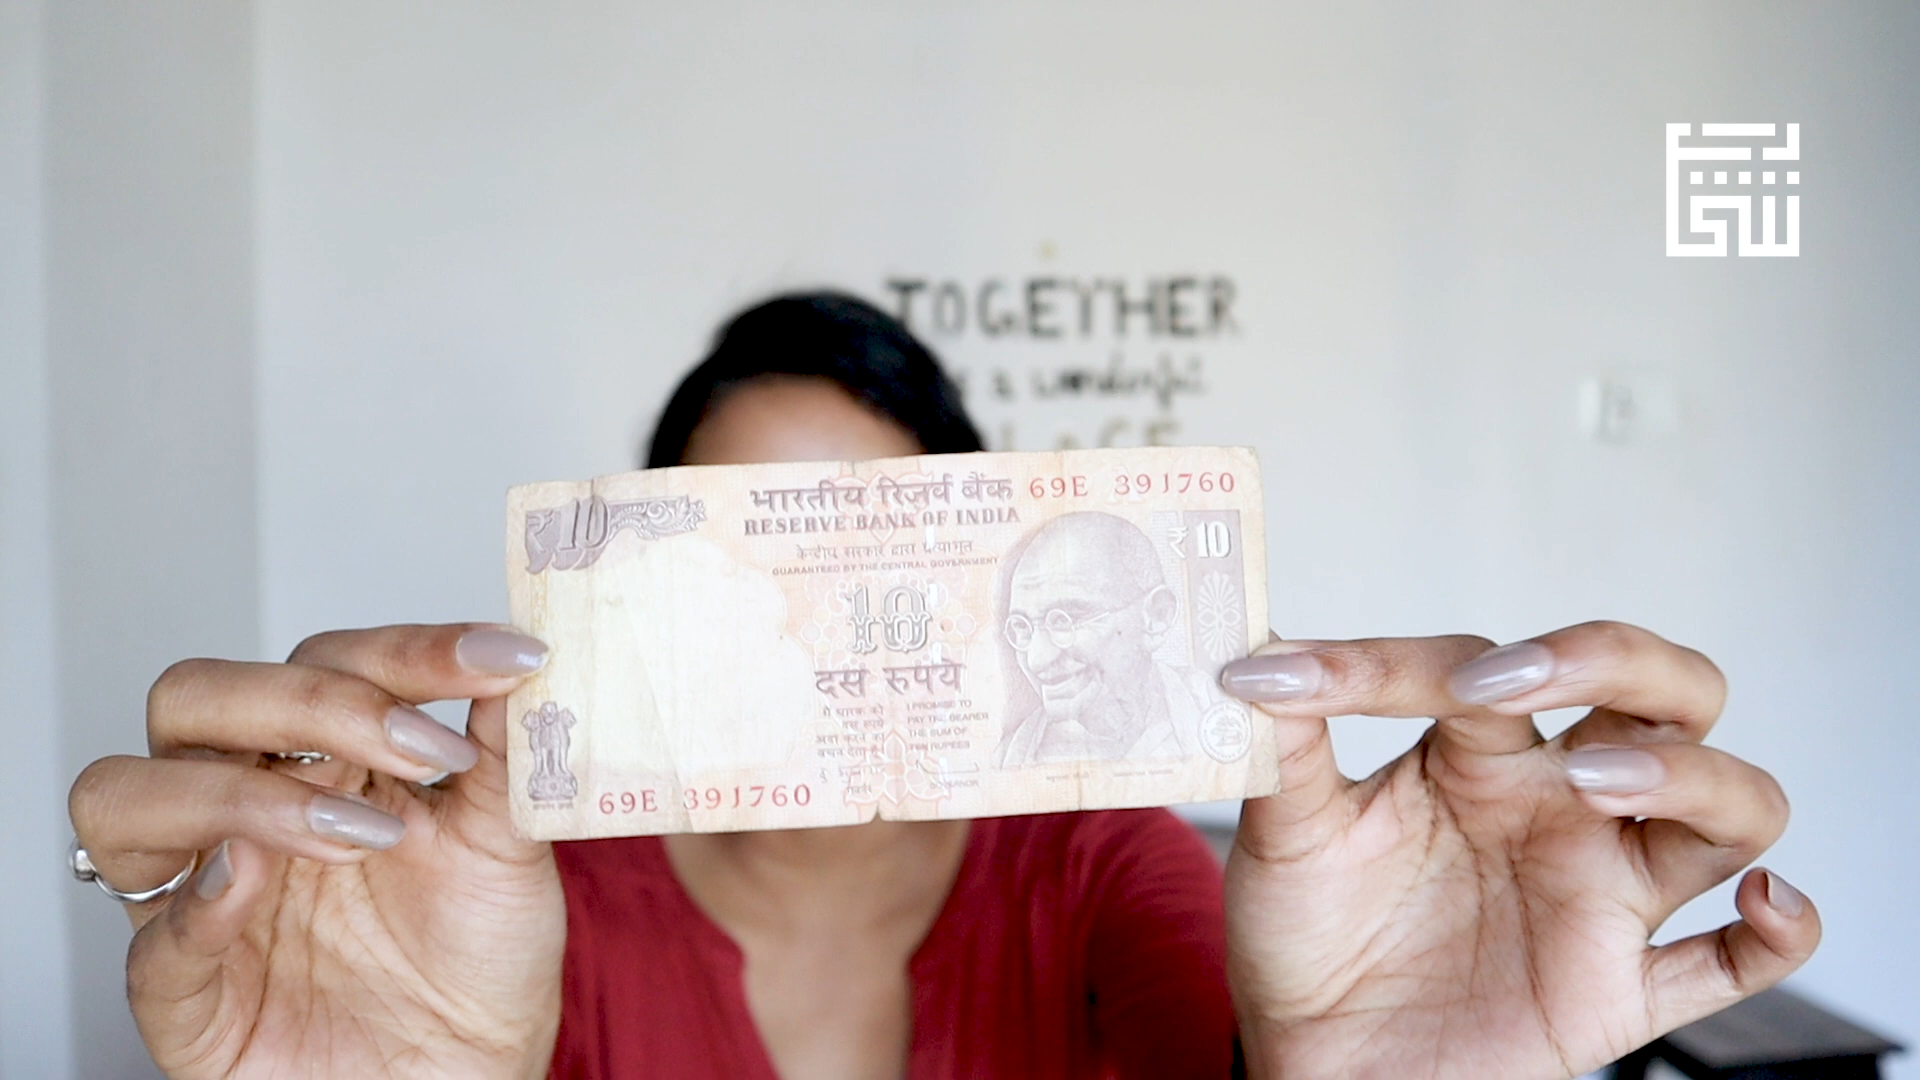 TOGEYHER
भारतीय रिज़र्व बैंक
RESERVE BANK OF INDIA
69E 391760
₹10
₹ 10
केन्द्रीय सरकार द्वारा प्रत्याभूत
GUARANTEED BY THE CENTRAL GOVERNMENT
10
दस रुपये
I PROMISE TO
PAY THE BEARER
THE SUM OF
TEN RUPEES
69E 391760